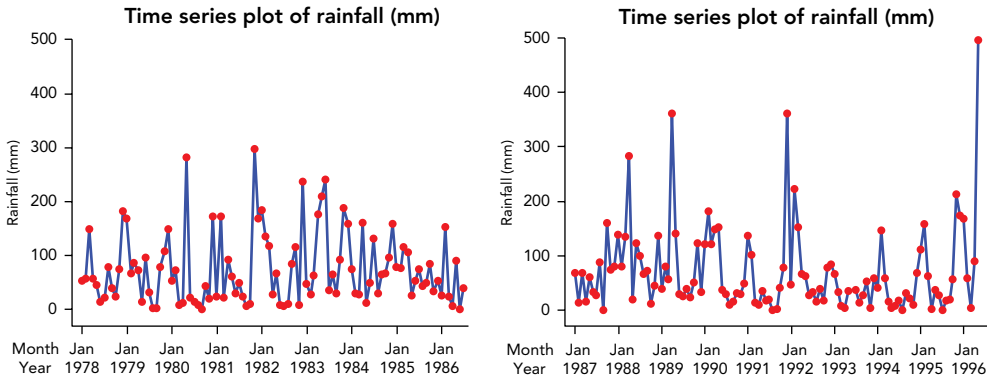 Time series plot of rainfall (mm)
500
400
300
200
100
0
Rainfall (mm)
Month Jan Jan Jan Jan Jan Jan Jan Jan Jan
Year 1978 1979 1980 1981 1982 1983 1984 1985 1986
Time series plot of rainfall (mm)
500
400
300
200
100
0
Rainfall (mm)
Month Jan Jan Jan Jan Jan Jan Jan Jan Jan Jan
Year 1987 1988 1989 1990 1991 1992 1993 1994 1995 1996